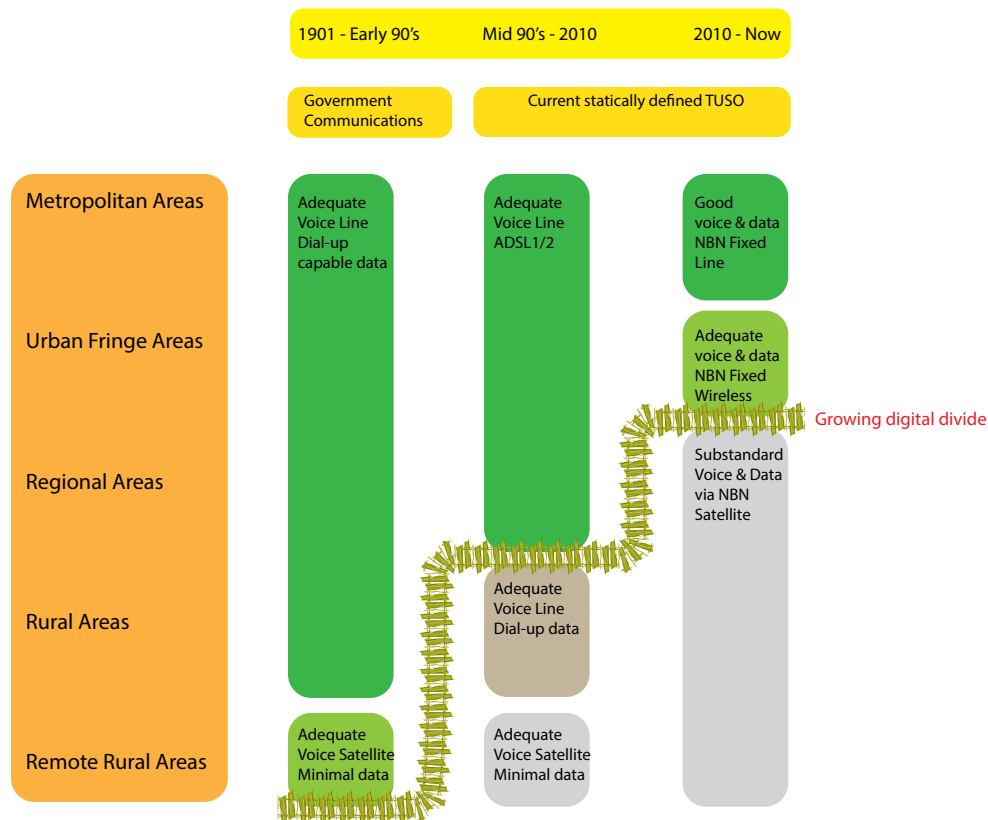 1901 - Early 90's
Mid 90's - 2010
2010 - Now
Government
Communications
Current statically defined TUSO
Metropolitan Areas
Adequate
Voice Line
Dial-up
capable data
Adequate
Voice Line
ADSL1/2
Good
voice & data
NBN Fixed
Line
Urban Fringe Areas
Adequate
voice & data
NBN Fixed
Wireless
Growing digital divide
Regional Areas
Substandard
Voice & Data
via NBN
Satellite
Rural Areas
Adequate
Voice Line
Dial-up data
Remote Rural Areas
Adequate
Voice Satellite
Minimal data
Adequate
Voice Satellite
Minimal data